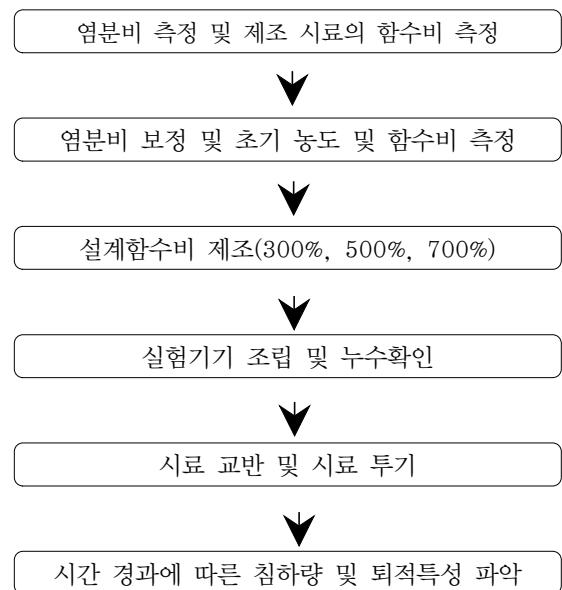 염분비 측정 및 제조 시료의 함수비 측정
염분비 보정 및 초기 농도 및 함수비 측정
설계함수비 제조(300%, 500%, 700%)
실험기기 조립 및 누수확인
시료 교반 및 시료 투기
시간 경과에 따른 침하량 및 퇴적특성 파악